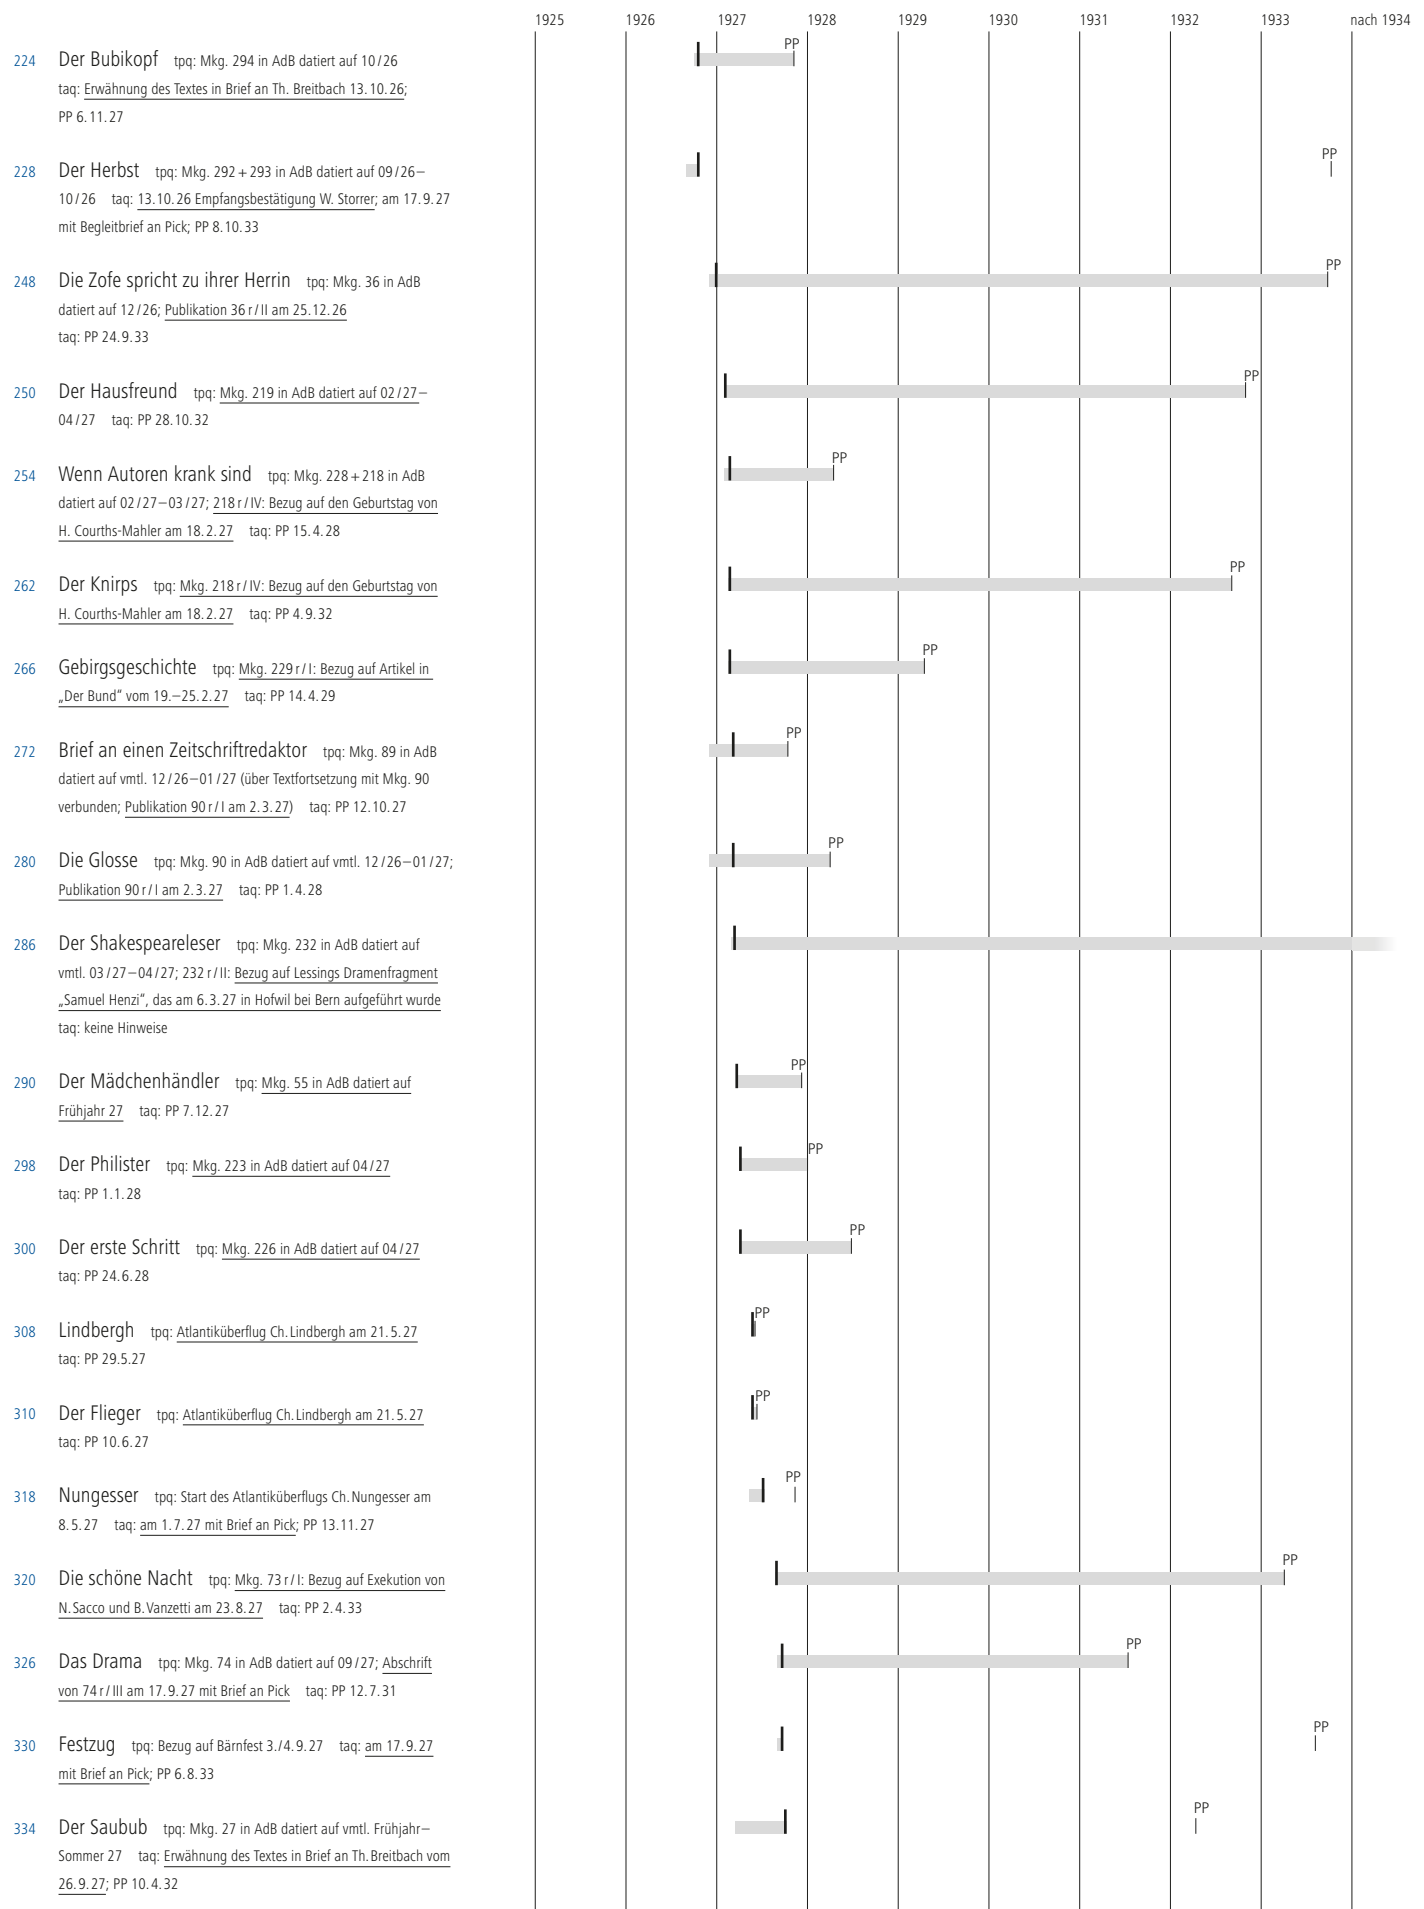 1925 1926 1927 1928 1929 1930 1931 1932 1933 nach 1934
224 Der Bubikopf tpq: Mkg. 294 in AdB datiert auf 10/26 PP
taq: Erwähnung des Textes in Brief an Th. Breitbach 13.10.26;
PP 6.11.27
228 Der Herbst tpq: Mkg. 292 + 293 in AdB datiert auf 09/26– PP
10/26 taq: 13.10.26 Empfangsbestätigung W. Storrer; am 17.9.27
mit Begleitbrief an Pick; PP 8.10.33
248 Die Zofe spricht zu ihrer Herrin tpq: Mkg. 36 in AdB PP
datiert auf 12/26; Publikation 36 r/II am 25.12.26
taq: PP 24.9.33
250 Der Hausfreund tpq: Mkg. 219 in AdB datiert auf 02/27– PP
04/27 taq: PP 28.10.32
254 Wenn Autoren krank sind tpq: Mkg. 228 + 218 in AdB PP
datiert auf 02/27–03/27; 218 r/IV: Bezug auf den Geburtstag von
H. Courths-Mahler am 18.2.27 taq: PP 15.4.28
262 Der Knirps tpq: Mkg. 218 r/IV: Bezug auf den Geburtstag von PP
H. Courths-Mahler am 18.2.27 taq: PP 4.9.32
266 Gebirgsgeschichte tpq: Mkg. 229 r/I: Bezug auf Artikel in PP
„Der Bund“ vom 19.–25.2.27 taq: PP 14.4.29
272 Brief an einen Zeitschriftredaktor tpq: Mkg. 89 in AdB PP
datiert auf vmtl. 12/26–01/27 (über Textfortsetzung mit Mkg. 90
verbunden; Publikation 90 r/I am 2.3.27) taq: PP 12.10.27
280 Die Glosse tpq: Mkg. 90 in AdB datiert auf vmtl. 12/26–01/27; PP
Publikation 90 r/I am 2.3.27 taq: PP 1.4.28
286 Der Shakespeareleser tpq: Mkg. 232 in AdB datiert auf
vmtl. 03/27–04/27; 232 r/II: Bezug auf Lessings Dramenfragment
„Samuel Henzi“, das am 6.3.27 in Hofwil bei Bern aufgeführt wurde
taq: keine Hinweise
290 Der Mädchenhändler tpq: Mkg. 55 in AdB datiert auf PP
Frühjahr 27 taq: PP 7.12.27
298 Der Philister tpq: Mkg. 223 in AdB datiert auf 04/27 PP
taq: PP 1.1.28
300 Der erste Schritt tpq: Mkg. 226 in AdB datiert auf 04/27 PP
taq: PP 24.6.28
308 Lindbergh tpq: Atlantiküberflug Ch. Lindbergh am 21.5.27 PP
taq: PP 29.5.27
310 Der Flieger tpq: Atlantiküberflug Ch. Lindbergh am 21.5.27 PP
taq: PP 10.6.27
318 Nungesser tpq: Start des Atlantiküberflugs Ch. Nungesser am PP
8.5.27 taq: am 1.7.27 mit Brief an Pick; PP 13.11.27
320 Die schöne Nacht tpq: Mkg. 73 r/I: Bezug auf Exekution von PP
N. Sacco und B. Vanzetti am 23.8.27 taq: PP 2.4.33
326 Das Drama tpq: Mkg. 74 in AdB datiert auf 09/27; Abschrift PP
von 74 r/III am 17.9.27 mit Brief an Pick taq: PP 12.7.31
330 Festzug tpq: Bezug auf Bärnfest 3./4.9.27 taq: am 17.9.27 PP
mit Brief an Pick; PP 6.8.33
334 Der Saubub tpq: Mkg. 27 in AdB datiert auf vmtl. Frühjahr– PP
Sommer 27 taq: Erwähnung des Textes in Brief an Th. Breitbach vom
26.9.27; PP 10.4.32